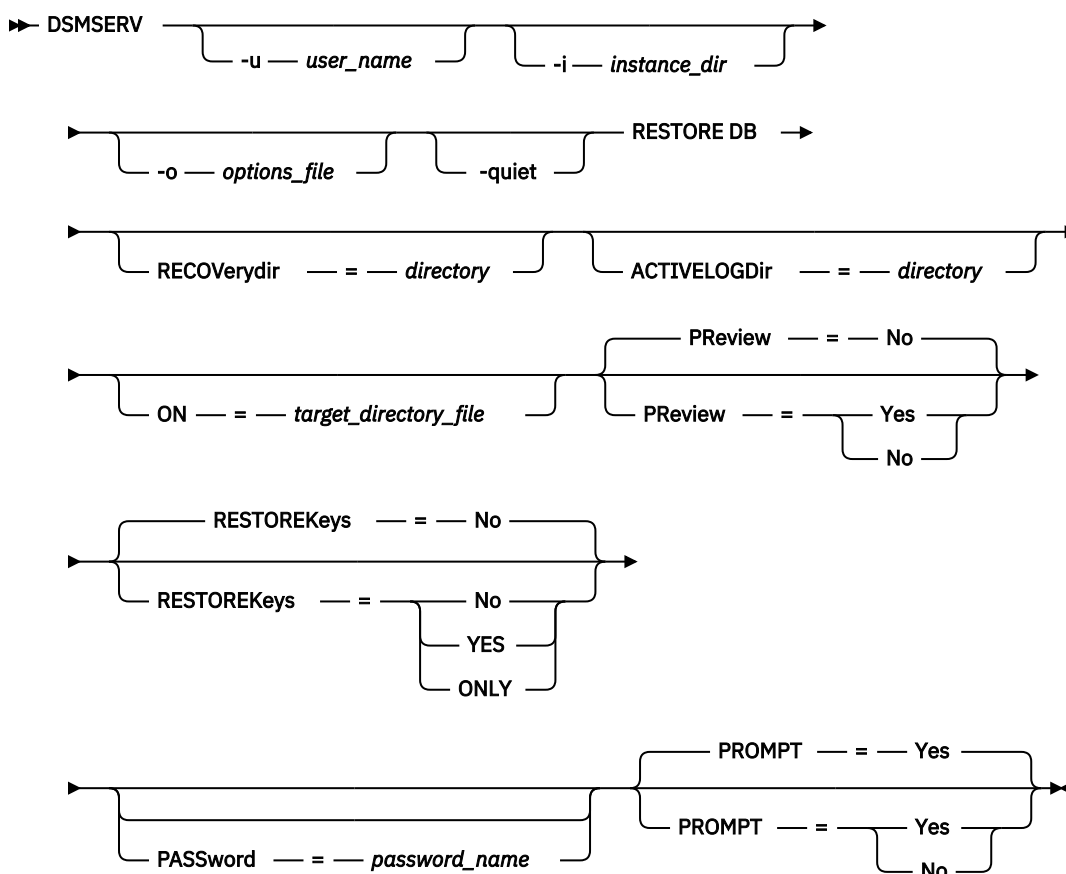 DSMSERV
-u user_name -i instance_dir
RESTORE DB
-o options_file -quiet
RECOVerydir = directory ACTIVELOGDir = directory
PReview = No
ON = target_directory_file PReview = Yes
No
RESTOREKeys = No
RESTOREKeys = No
YES
ONLY
PROMPT = Yes
PROMPT = Yes
PASSword = password_name No